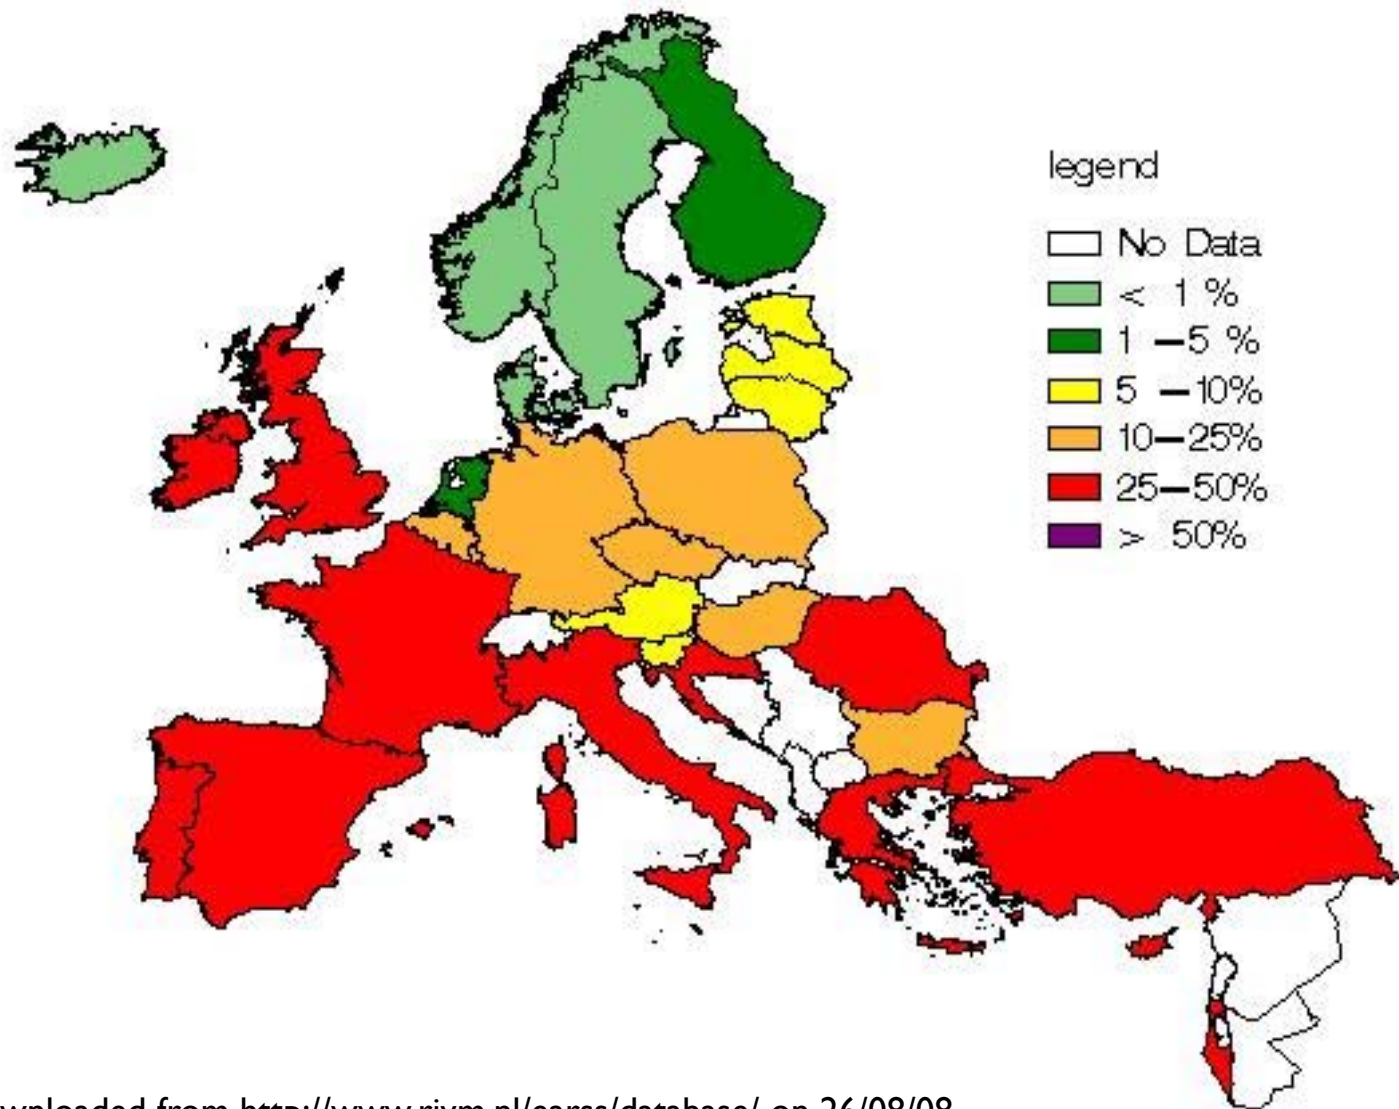 legend
No Data
< 1 %
1 –5 %
5 –10%
10–25%
25–50%
> 50%
wnloaded from http://www.rivm.nl/earss/database/ on 26/08/08